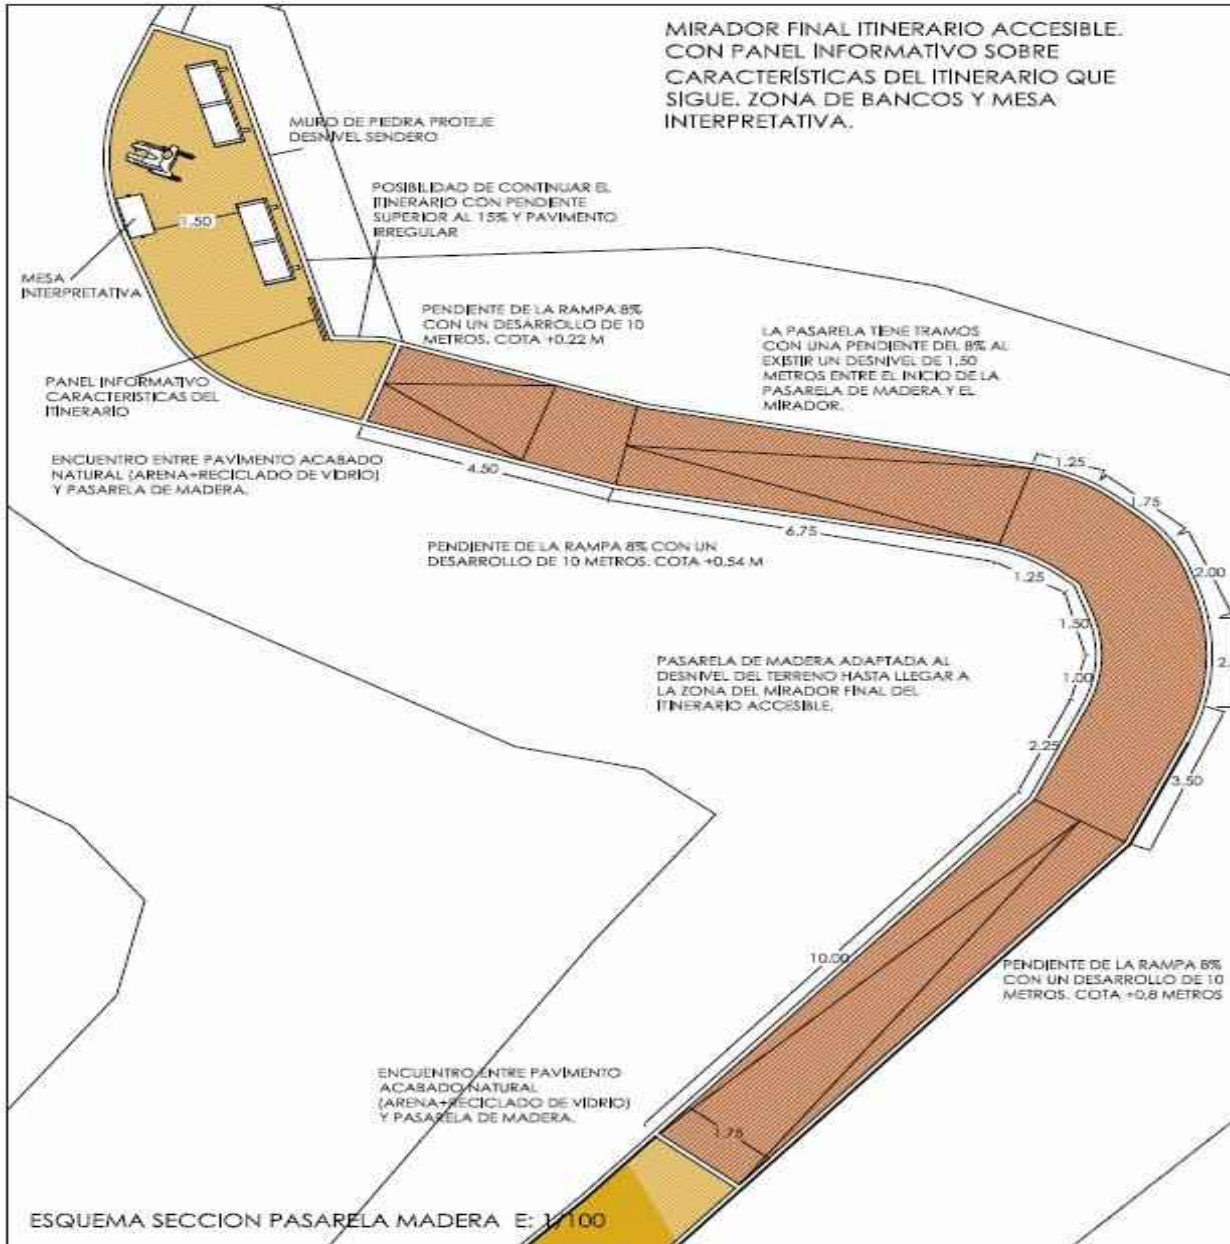 MIRADOR FINAL ITINERARIO ACCESIBLE.
CON PANEL INFORMATIVO SOBRE
CARACTERÍSTICAS DEL ITINERARIO QUE
SIGUE. ZONA DE BANCOS Y MESA
INTERPRETATIVA.
MURO DE PIEDRA PROTEJE
DESNIVEL SENDERO
POSIBILIDAD DE CONTINUAR EL
ITINERARIO CON PENDIENTE
SUPERIOR AL 15% Y PAVIMENTO
IRREGULAR
1.50
MESA
INTERPRETATIVA
PENDIENTE DE LA RAMPA 8%
CON UN DESARROLLO DE 10
METROS. COTA +0.22 M
LA PASARELA TIENE TRAMOS
CON UNA PENDIENTE DEL 8% AL
EXISTIR UN DESNIVEL DE 1,50
METROS ENTRE EL INICIO DE LA
PASARELA DE MADERA Y EL
MIRADOR.
PANEL INFORMATIVO
CARACTERISTICAS DEL
ITINERARIO
ENCUENTRO ENTRE PAVIMENTO ACABADO
NATURAL (ARENA+RECICLADO DE VIDRIO)
Y PASARELA DE MADERA.
4.50
1.25
1.75
6.75
PENDIENTE DE LA RAMPA 8% CON UN
DESARROLLO DE 10 METROS. COTA +0.54 M
1.25
2.00
1.50
PASARELA DE MADERA ADAPTADA AL
DESNIVEL DEL TERRENO HASTA LLEGAR A
LA ZONA DEL MIRADOR FINAL DEL
ITINERARIO ACCESIBLE.
2.
1.00
2.25
3.50
10.00
PENDIENTE DE LA RAMPA 8%
CON UN DESARROLLO DE 10
METROS. COTA +0,8 METROS
ENCUENTRO ENTRE PAVIMENTO
ACABADO NATURAL
(ARENA+RECICLADO DE VIDRIO)
Y PASARELA DE MADERA.
1.75
ESQUEMA SECCION PASARELA MADERA E: 1/100